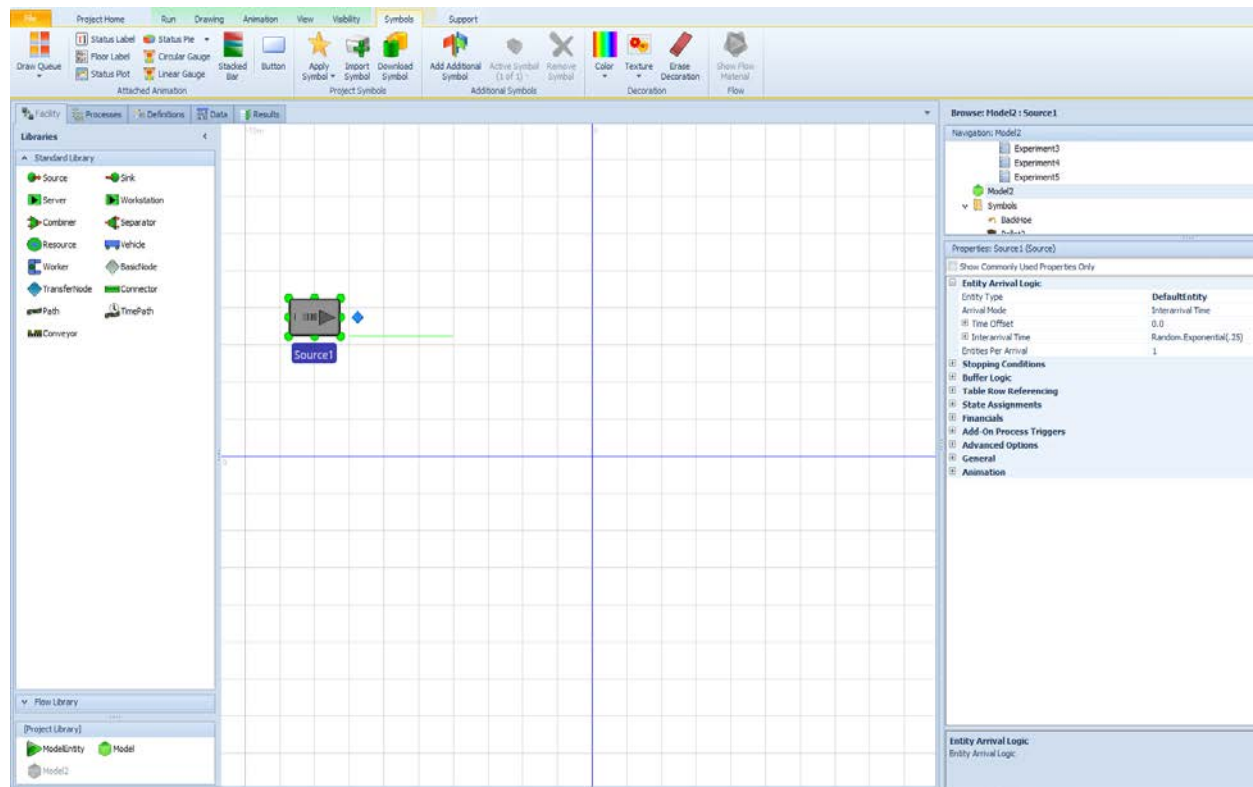 File Project Home Run Drawing Animation View Visibility Symbols Support
Draw Queue
Status Label
Floor Label
Status Plot
Status Pie
Circular Gauge
Linear Gauge
Stacked Bar
Button
Attached Animation
Apply Symbol
Import Symbol
Download Symbol
Project Symbols
Add Additional Symbol
Active Symbol (1 of 1)
Remove Symbol
Additional Symbols
Color
Texture
Erase Decoration
Decoration
Show Flow Material
Flow
Facility Processes Definitions Data Results
Libraries
Standard Library
Source Sink
Server Workstation
Combiner Separator
Resource Vehicle
Worker BasicNode
TransferNode Connector
Path TimePath
Conveyor
Flow Library
[Project Library]
ModelEntity Model
Model2
Source1
Browse: Model2 : Source1
Navigation: Model2
Experiment3
Experiment4
Experiment5
Model2
Symbols
BackHoe
Properties: Source1 (Source)
Show Commonly Used Properties Only
Entity Arrival Logic
Entity Type DefaultEntity
Arrival Mode Interarrival Time
Time Offset 0.0
Interarrival Time Random.Exponential(.25)
Entities Per Arrival 1
Stopping Conditions
Buffer Logic
Table Row Referencing
State Assignments
Financials
Add-On Process Triggers
Advanced Options
General
Animation
Entity Arrival Logic
Entity Arrival Logic